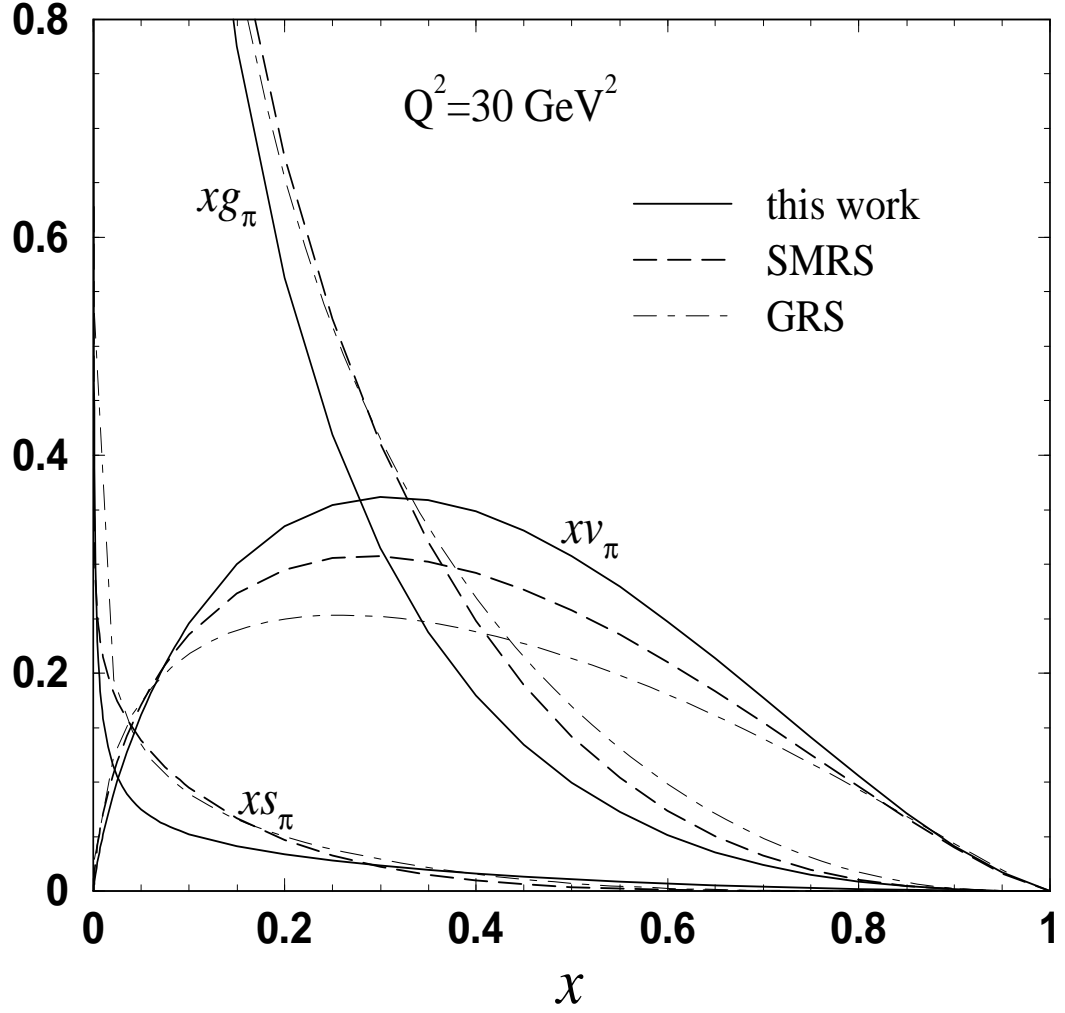 0.8
Q²=30 GeV²
xg_π
this work
0.6
SMRS
GRS
0.4
xv_π
0.2
xs_π
0
0 0.2 0.4 0.6 0.8 1
x